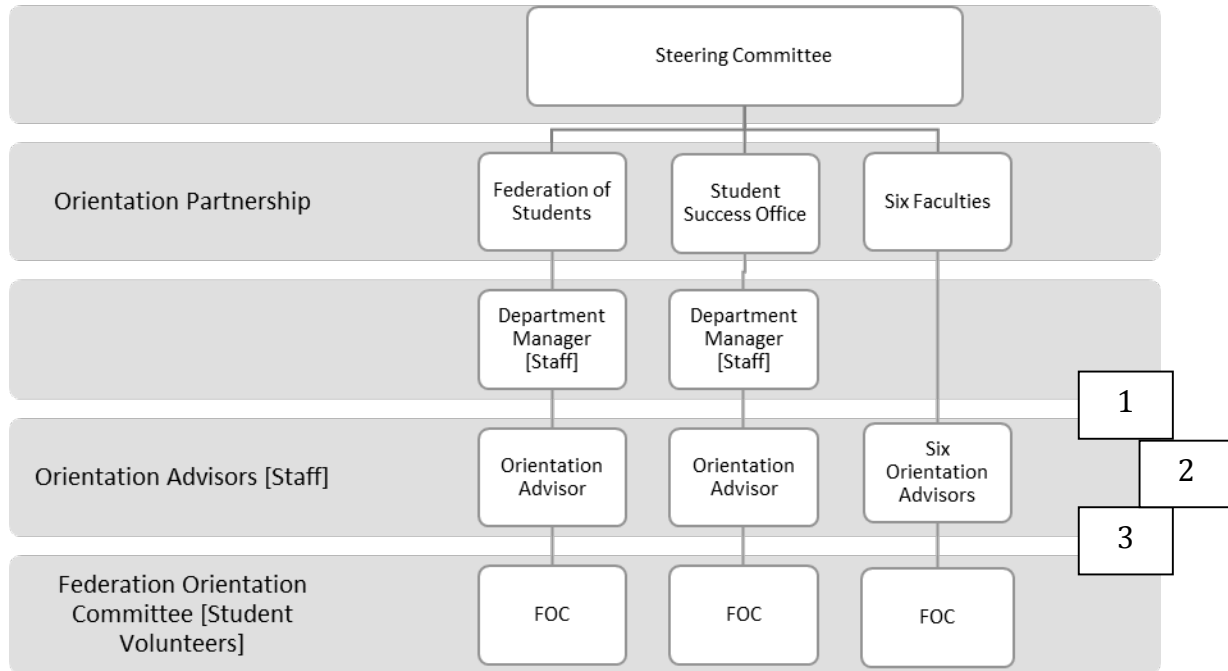 Steering Committee
Orientation Partnership
Federation of
Students
Student
Success Office
Six Faculties
Department
Manager
[Staff]
Department
Manager
[Staff]
1
Orientation Advisors [Staff]
Orientation
Advisor
Orientation
Advisor
Six
Orientation
Advisors
2
3
Federation Orientation
Committee [Student
Volunteers]
FOC
FOC
FOC